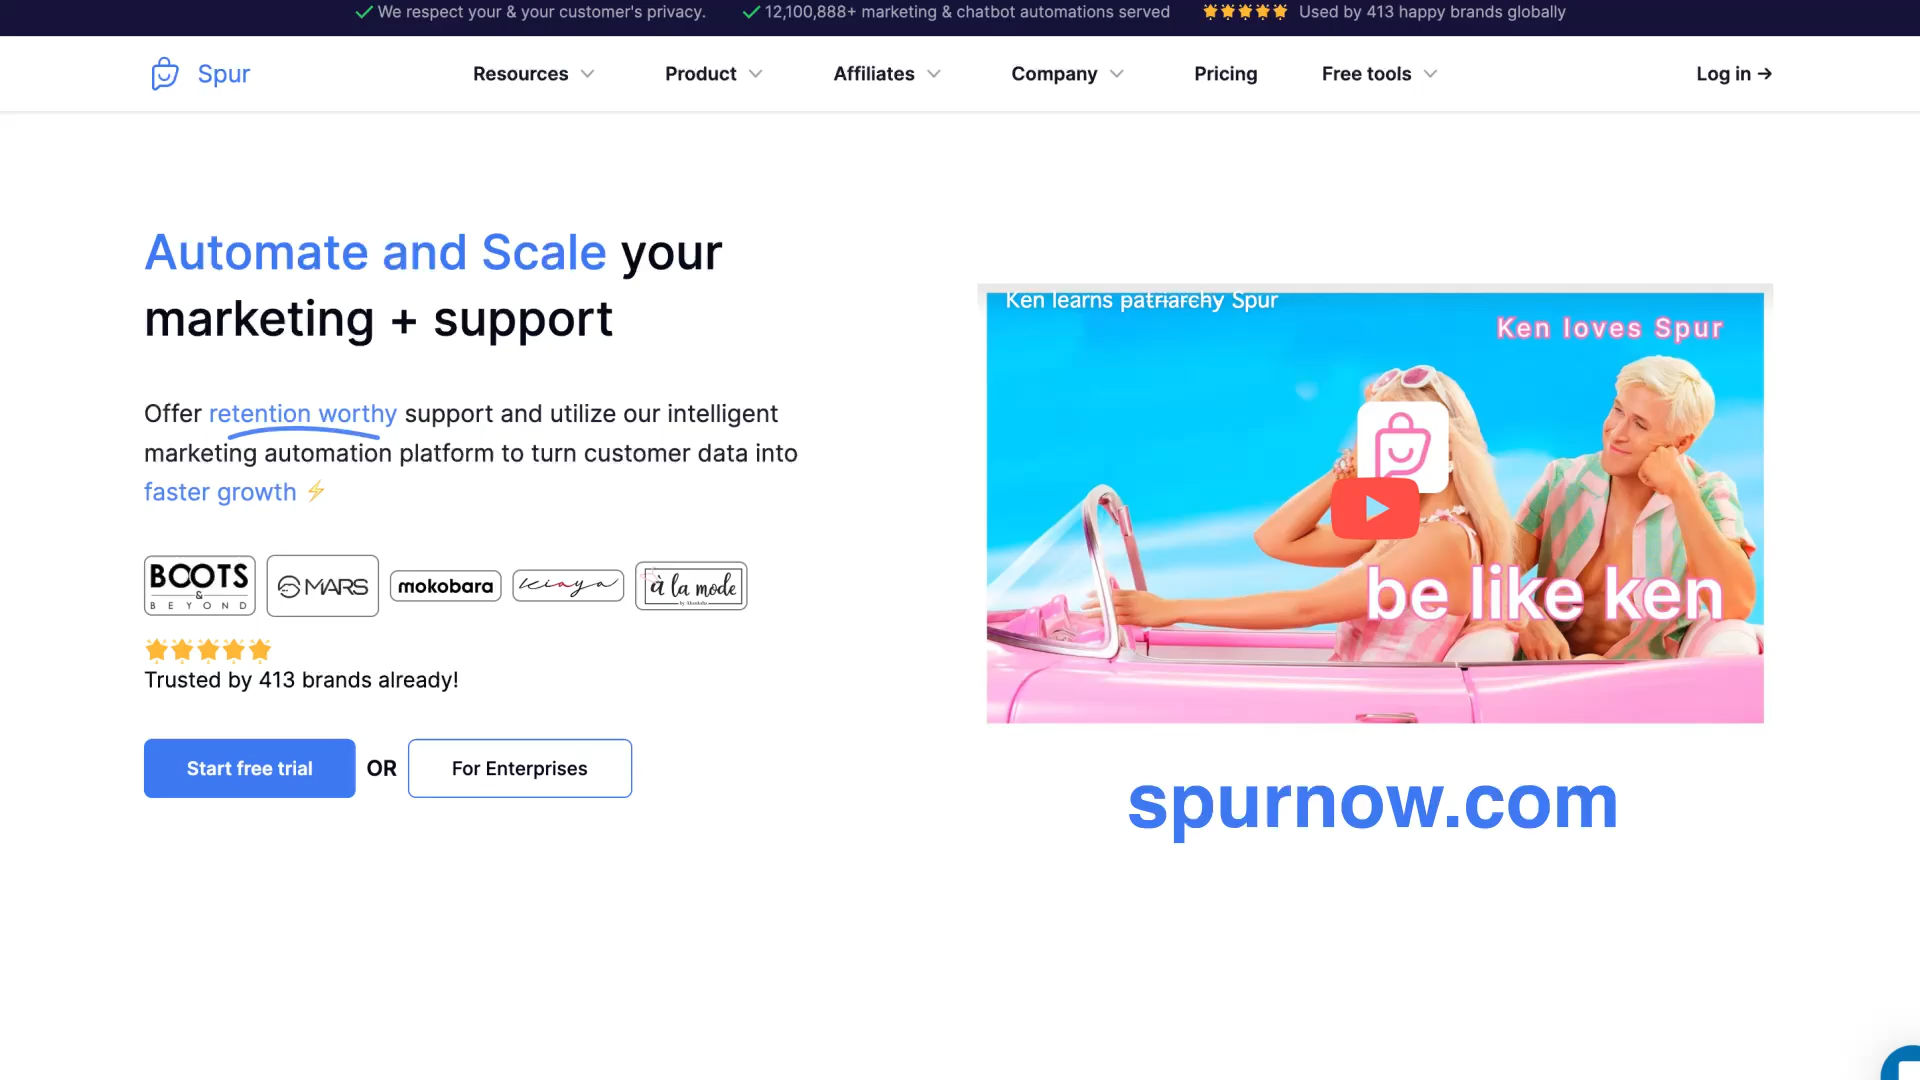 We respect your & your customer's privacy.
12,100,888+ marketing & chatbot automations served
Used by 413 happy brands globally
Spur
Resources
Product
Affiliates
Company
Pricing
Free tools
Log in →
Automate and Scale your
marketing + support
Offer retention worthy support and utilize our intelligent
marketing automation platform to turn customer data into
faster growth ⚡
BOOTS
&
BEYOND
MARS
mokobara
kiaya
à la mode
Trusted by 413 brands already!
Start free trial
OR
For Enterprises
Ken learns patriarchy Spur
Ken loves Spur
be like ken
spurnow.com